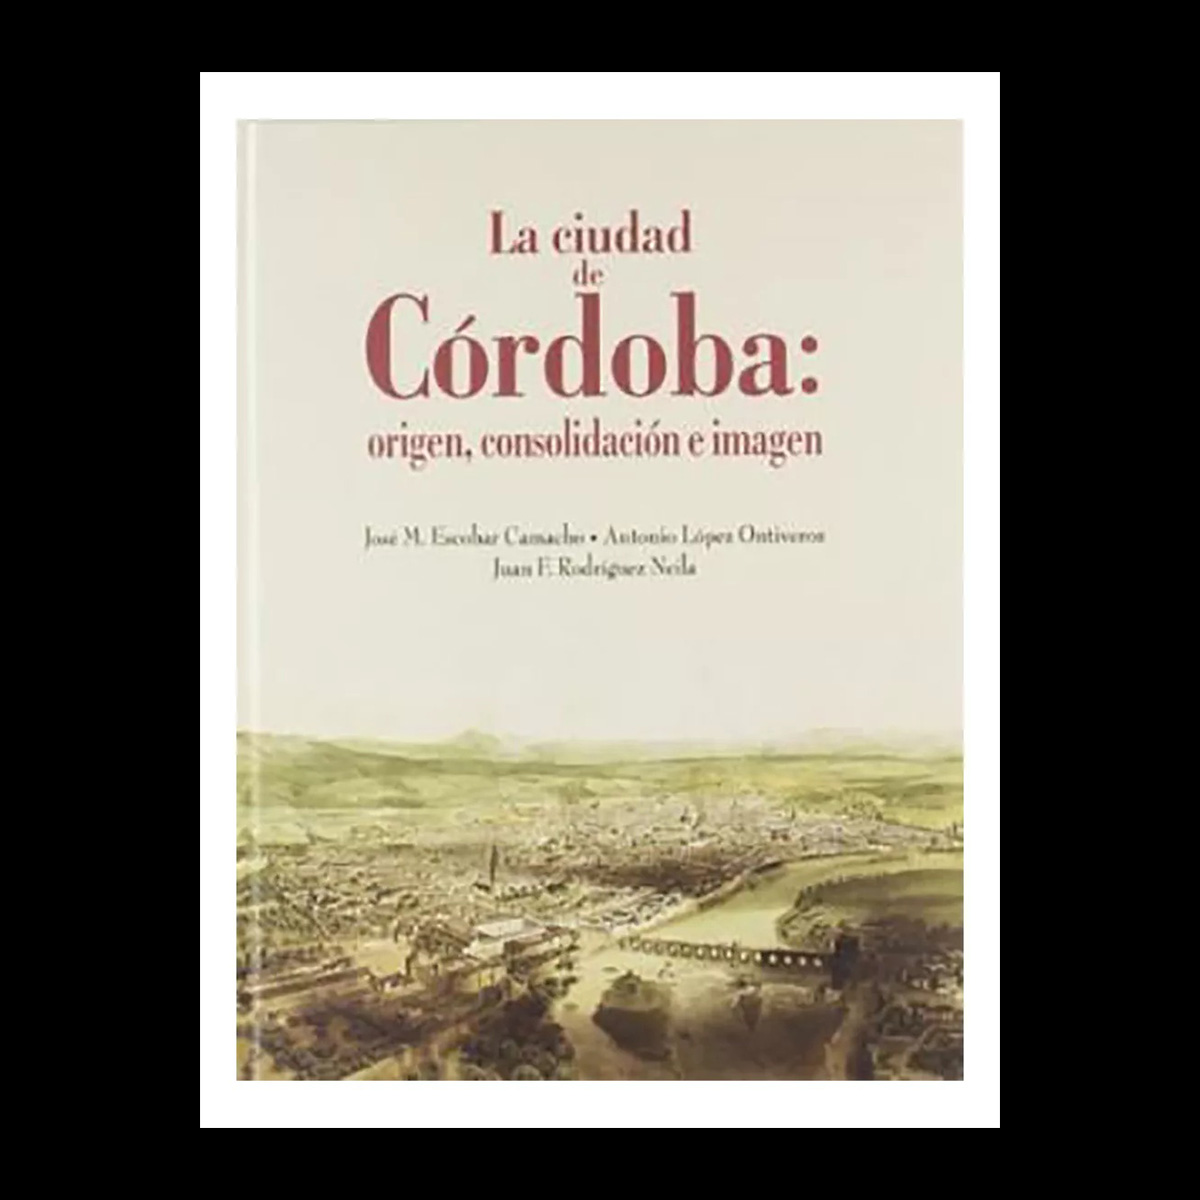 La ciudad
de
Córdoba:
origen, consolidación e imagen
José M. Escobar Camacho • Antonio López Ontiveros
Juan F. Rodríguez Neila